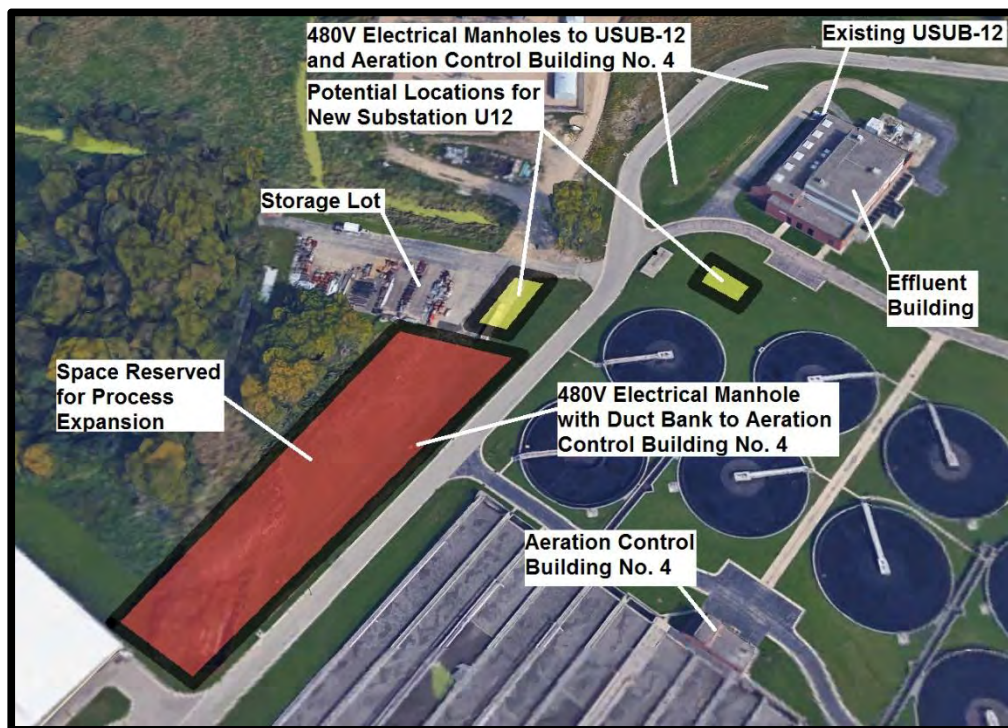 480V Electrical Manholes to USUB-12
and Aeration Control Building No. 4
Existing USUB-12
Potential Locations for
New Substation U12
Storage Lot
Effluent
Building
Space Reserved
for Process
Expansion
480V Electrical Manhole
with Duct Bank to Aeration
Control Building No. 4
Aeration Control
Building No. 4